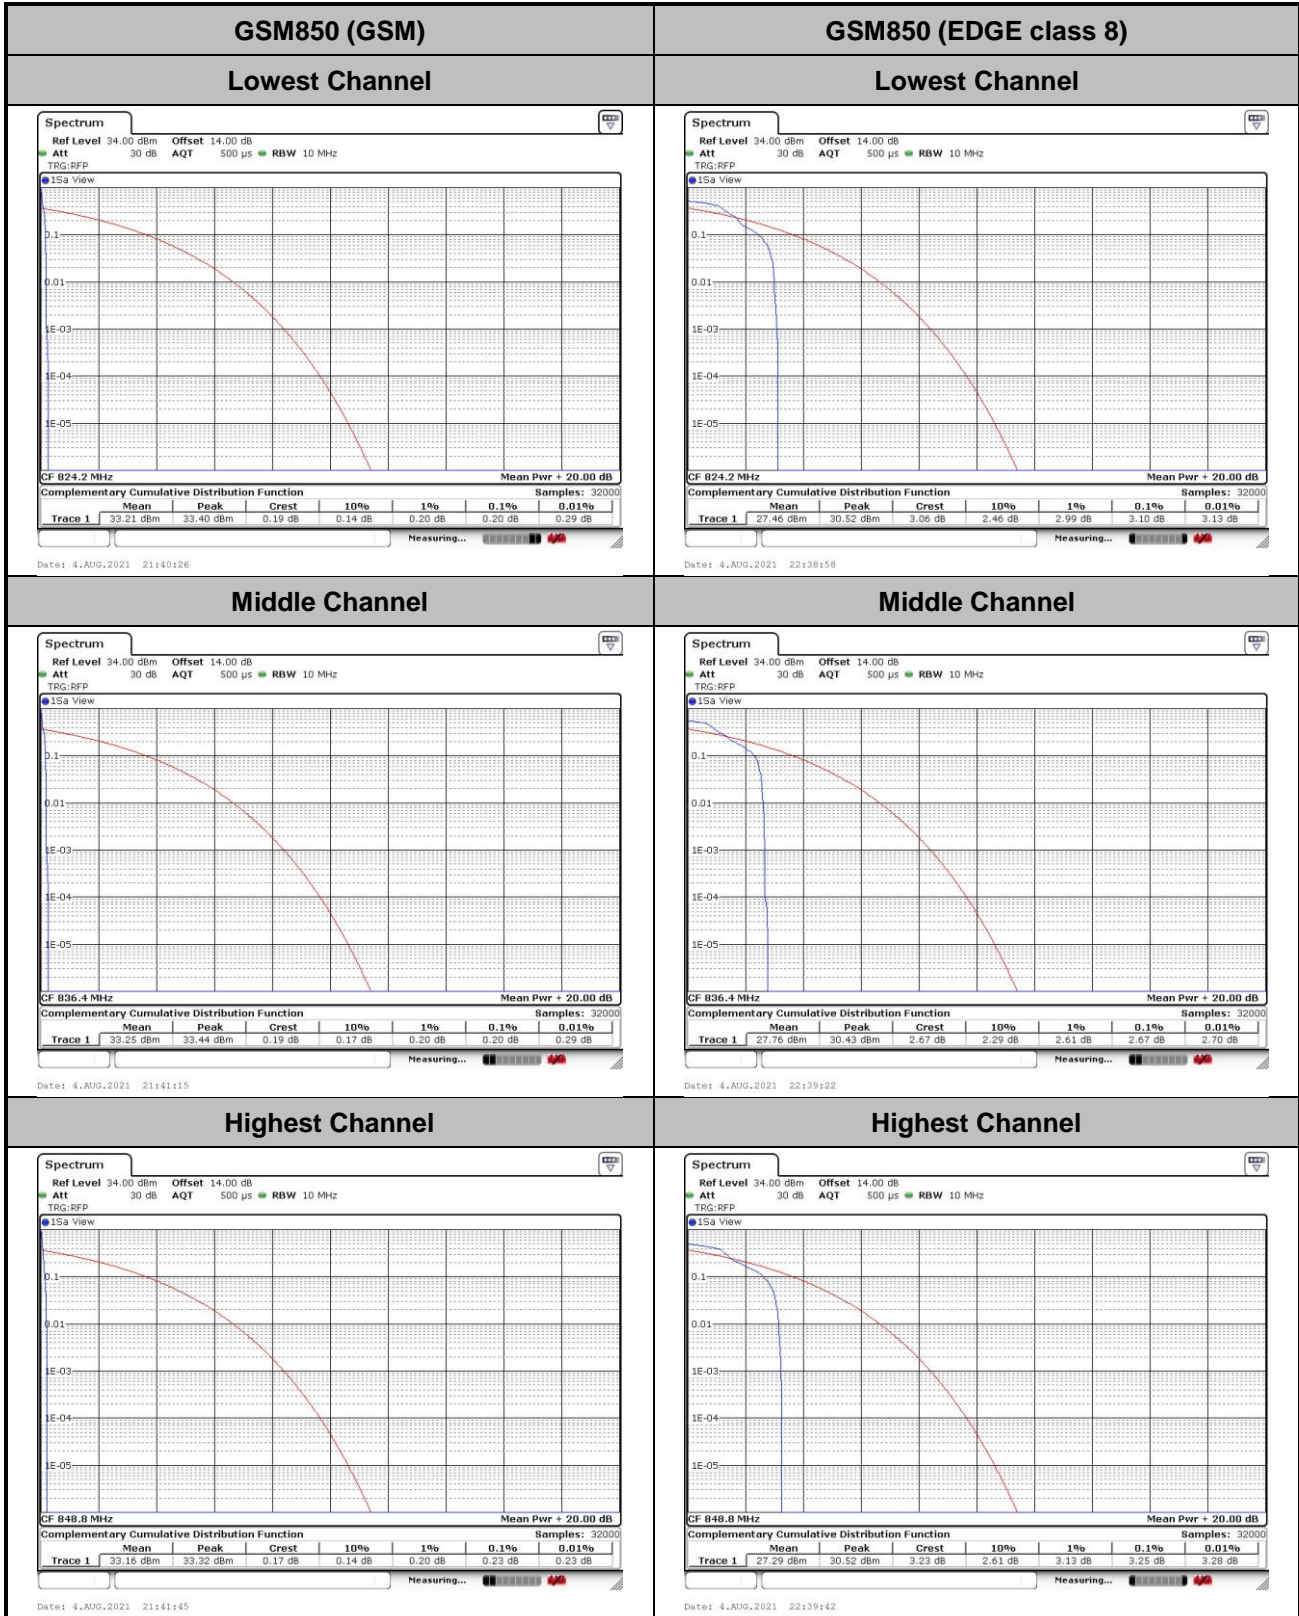 GSM850 (GSM)
GSM850 (EDGE class 8)
Lowest Channel
Lowest Channel
Spectrum
Ref Level 34.00 dBm Offset 14.00 dB
Att 30 dB AQT 500 µs RBW 10 MHz
TRG:RFP
1Sa View
0.1
0.01
1E-03
1E-04
1E-05
CF 824.2 MHz Mean Pwr + 20.00 dB
Complementary Cumulative Distribution Function Samples: 32000
Mean Peak Crest 10% 1% 0.1% 0.01%
Trace 1 33.21 dBm 33.40 dBm 0.19 dB 0.14 dB 0.20 dB 0.20 dB 0.29 dB
Measuring...
Date: 4.AUG.2021 21:40:26
Spectrum
Ref Level 34.00 dBm Offset 14.00 dB
Att 30 dB AQT 500 µs RBW 10 MHz
TRG:RFP
1Sa View
0.1
0.01
1E-03
1E-04
1E-05
CF 824.2 MHz Mean Pwr + 20.00 dB
Complementary Cumulative Distribution Function Samples: 32000
Mean Peak Crest 10% 1% 0.1% 0.01%
Trace 1 27.46 dBm 30.52 dBm 3.06 dB 2.46 dB 2.99 dB 3.10 dB 3.13 dB
Measuring...
Date: 4.AUG.2021 22:38:58
Middle Channel
Middle Channel
Spectrum
Ref Level 34.00 dBm Offset 14.00 dB
Att 30 dB AQT 500 µs RBW 10 MHz
TRG:RFP
1Sa View
0.1
0.01
1E-03
1E-04
1E-05
CF 836.4 MHz Mean Pwr + 20.00 dB
Complementary Cumulative Distribution Function Samples: 32000
Mean Peak Crest 10% 1% 0.1% 0.01%
Trace 1 33.25 dBm 33.44 dBm 0.19 dB 0.17 dB 0.20 dB 0.20 dB 0.29 dB
Measuring...
Date: 4.AUG.2021 21:41:15
Spectrum
Ref Level 34.00 dBm Offset 14.00 dB
Att 30 dB AQT 500 µs RBW 10 MHz
TRG:RFP
1Sa View
0.1
0.01
1E-03
1E-04
1E-05
CF 836.4 MHz Mean Pwr + 20.00 dB
Complementary Cumulative Distribution Function Samples: 32000
Mean Peak Crest 10% 1% 0.1% 0.01%
Trace 1 27.76 dBm 30.43 dBm 2.67 dB 2.29 dB 2.61 dB 2.67 dB 2.70 dB
Measuring...
Date: 4.AUG.2021 22:39:22
Highest Channel
Highest Channel
Spectrum
Ref Level 34.00 dBm Offset 14.00 dB
Att 30 dB AQT 500 µs RBW 10 MHz
TRG:RFP
1Sa View
0.1
0.01
1E-03
1E-04
1E-05
CF 848.8 MHz Mean Pwr + 20.00 dB
Complementary Cumulative Distribution Function Samples: 32000
Mean Peak Crest 10% 1% 0.1% 0.01%
Trace 1 33.16 dBm 33.32 dBm 0.17 dB 0.14 dB 0.20 dB 0.23 dB 0.23 dB
Measuring...
Date: 4.AUG.2021 21:41:45
Spectrum
Ref Level 34.00 dBm Offset 14.00 dB
Att 30 dB AQT 500 µs RBW 10 MHz
TRG:RFP
1Sa View
0.1
0.01
1E-03
1E-04
1E-05
CF 848.8 MHz Mean Pwr + 20.00 dB
Complementary Cumulative Distribution Function Samples: 32000
Mean Peak Crest 10% 1% 0.1% 0.01%
Trace 1 27.29 dBm 30.52 dBm 3.23 dB 2.61 dB 3.13 dB 3.25 dB 3.28 dB
Measuring...
Date: 4.AUG.2021 22:39:42